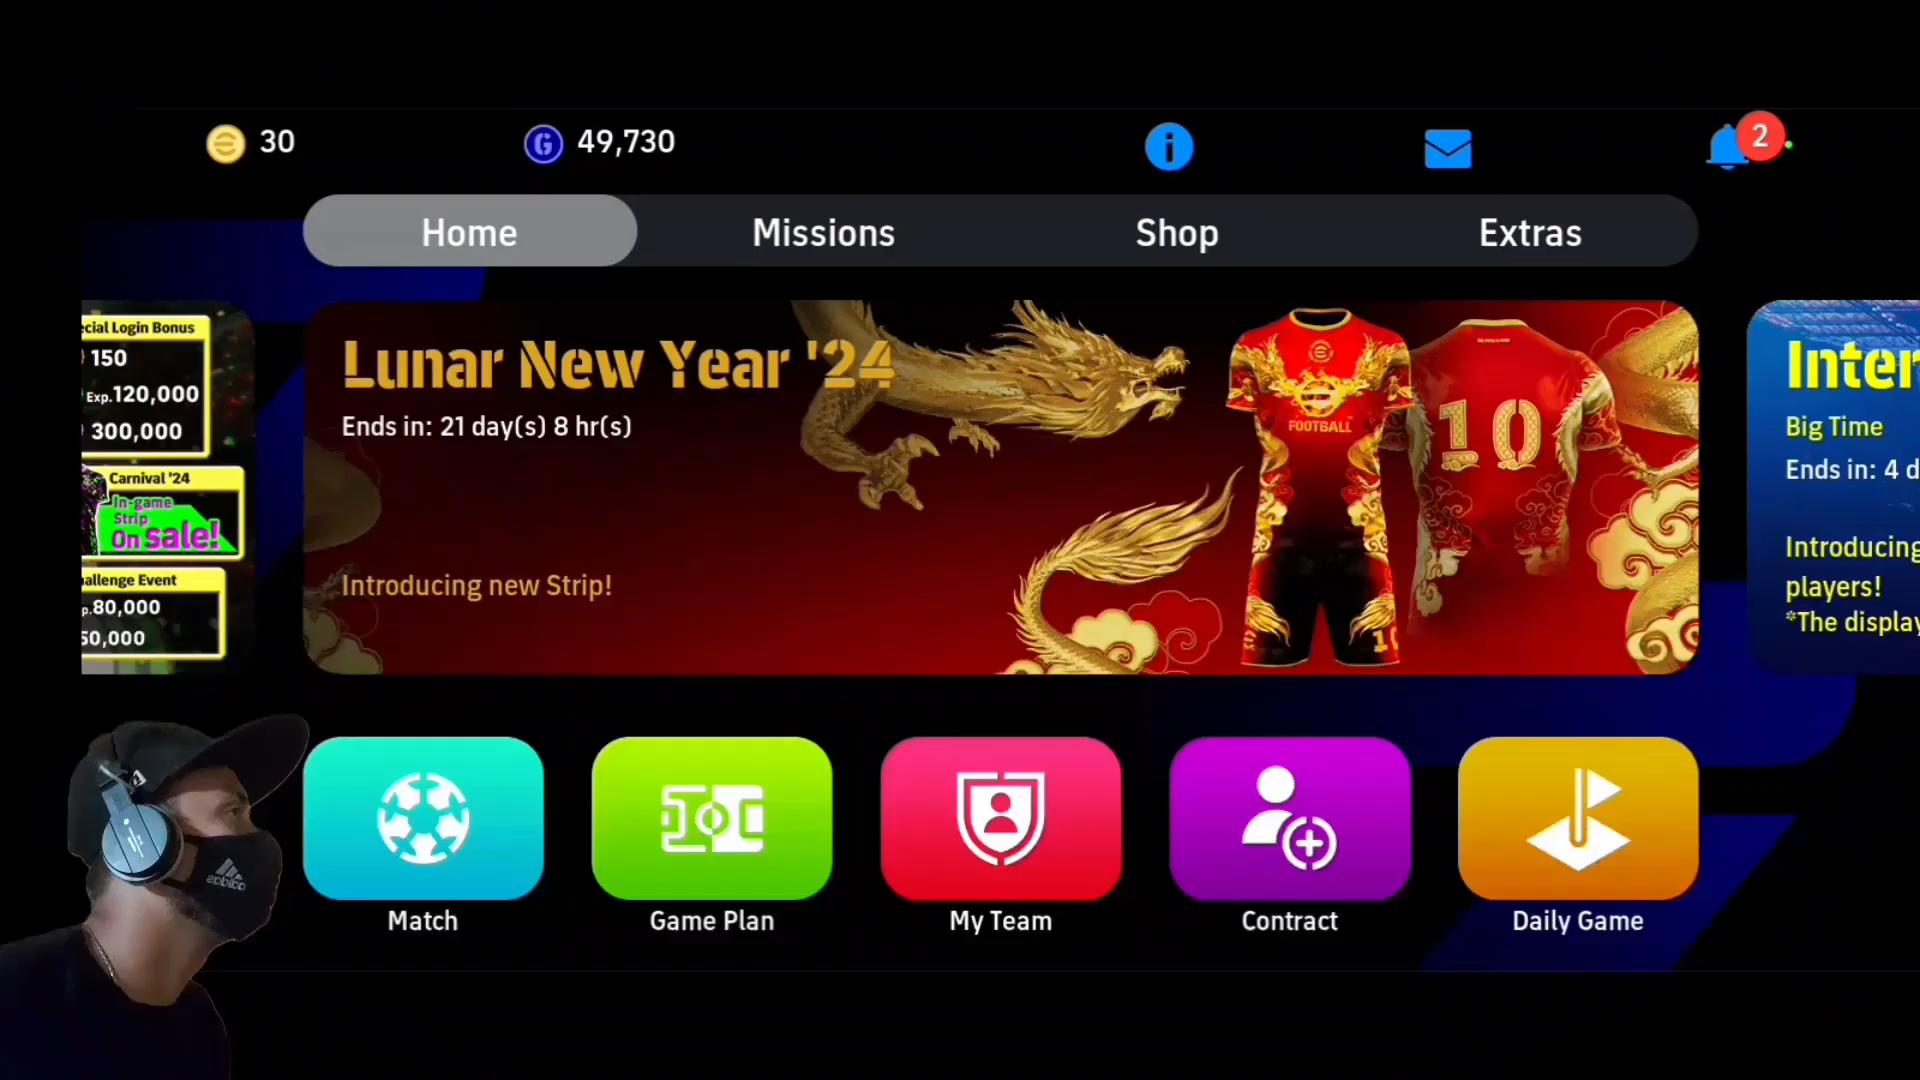 30
49,730
2
Home
Missions
Shop
Extras
cial Login Bonus
150
Exp.120,000
300,000
Carnival '24
In-game
Strip
On sale!
allenge Event
p.80,000
50,000
Lunar New Year '24
Ends in: 21 day(s) 8 hr(s)
Introducing new Strip!
FOOTBALL
10
10
Inter
Big Time
Ends in: 4 d
Introducing
players!
*The display
adidas
Match
Game Plan
My Team
Contract
Daily Game